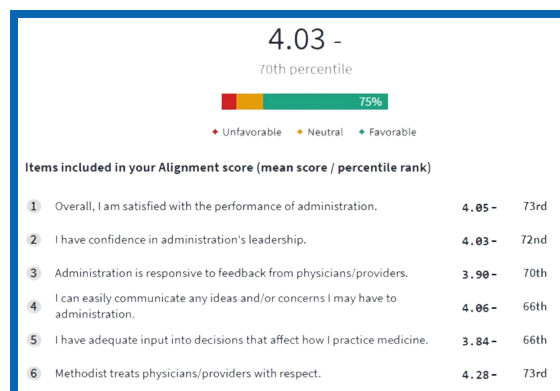 4.03 -
70th percentile
75%
Unfavorable Neutral Favorable
Items included in your Alignment score (mean score / percentile rank)
1 Overall, I am satisfied with the performance of administration. 4.05 - 73rd
2 I have confidence in administration's leadership. 4.03 - 72nd
3 Administration is responsive to feedback from physicians/providers. 3.90 - 70th
4 I can easily communicate any ideas and/or concerns I may have to
administration. 4.06 - 66th
5 I have adequate input into decisions that affect how I practice medicine. 3.84 - 66th
6 Methodist treats physicians/providers with respect. 4.28 - 73rd